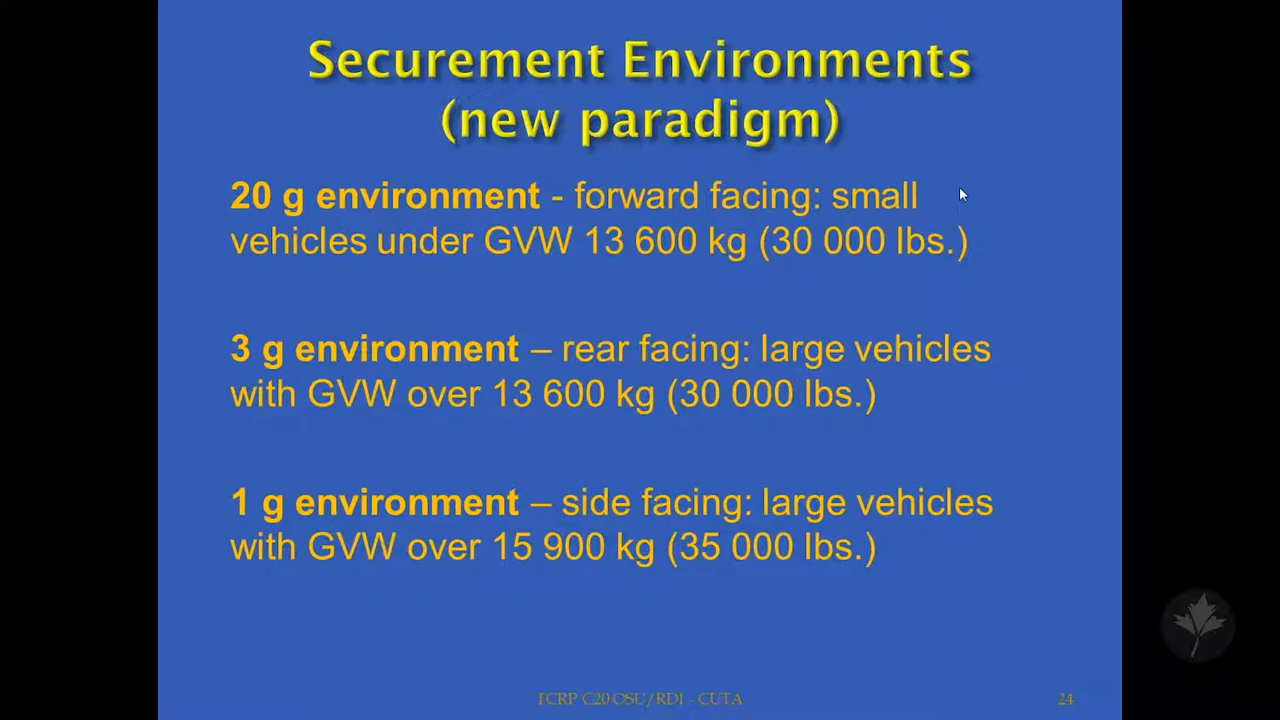 Securement Environments
(new paradigm)
20 g environment - forward facing: small
vehicles under GVW 13 600 kg (30 000 lbs.)
3 g environment – rear facing: large vehicles
with GVW over 13 600 kg (30 000 lbs.)
1 g environment – side facing: large vehicles
with GVW over 15 900 kg (35 000 lbs.)
TCRP C20 OSU/RDI - CUTA
24